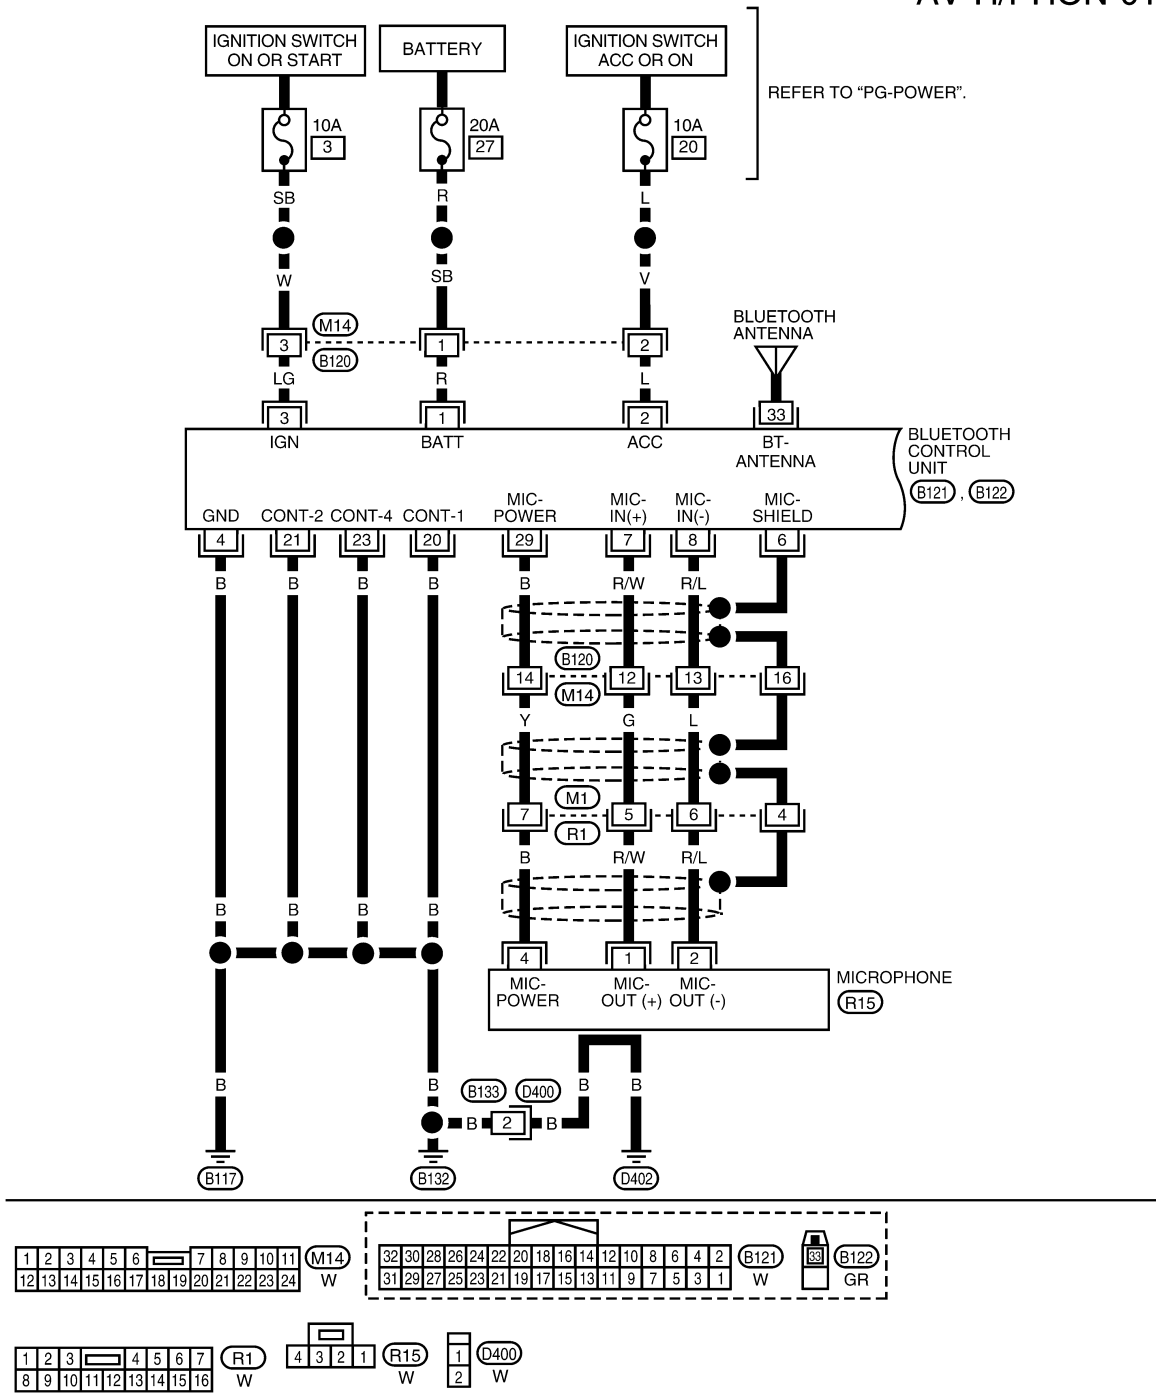 IGNITION SWITCH
ON OR START
BATTERY
IGNITION SWITCH
ACC OR ON
REFER TO “PG-POWER”.
10A
3
20A
27
10A
20
SB
R
L
W
SB
V
BLUETOOTH
ANTENNA
M14
3
1
2
B120
LG
R
L
3
1
2
33
IGN
BATT
ACC
BT-
ANTENNA
BLUETOOTH
CONTROL
UNIT
B121 , B122
GND
CONT-2
CONT-4
CONT-1
MIC-
POWER
MIC-
IN(+)
MIC-
IN(-)
MIC-
SHIELD
4
21
23
20
29
7
8
6
B
B
B
B
B
R/W
R/L
B120
14
12
13
16
M14
Y
G
L
M1
7
5
6
4
R1
B
R/W
R/L
B
B
B
B
4
1
2
MIC-
POWER
MIC-
OUT (+)
MIC-
OUT (-)
MICROPHONE
R15
B
B
B133
D400
B
B
B
2
B
B117
B132
D402
1 2 3 4 5 6 7 8 9 10 11
12 13 14 15 16 17 18 19 20 21 22 23 24
M14
W
32 30 28 26 24 22 20 18 16 14 12 10 8 6 4 2
31 29 27 25 23 21 19 17 15 13 11 9 7 5 3 1
B121
W
33
B122
GR
1 2 3 4 5 6 7
8 9 10 11 12 13 14 15 16
R1
W
4 3 2 1
R15
W
1
2
D400
W